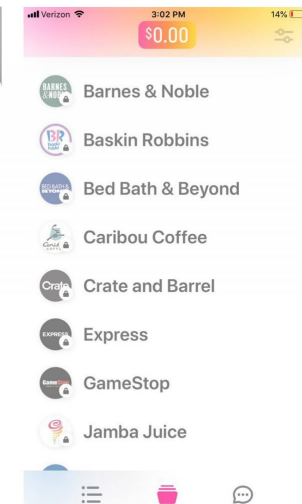 Verizon 3:02 PM 14%
$0.00
BARNES
& NOBLE
Barnes & Noble
BR
Baskin Robbins
BED BATH &
Bed Bath & Beyond
Caribou Coffee
Crate
Crate and Barrel
EXPRESS
Express
GameStop
GameStop
Jamba Juice